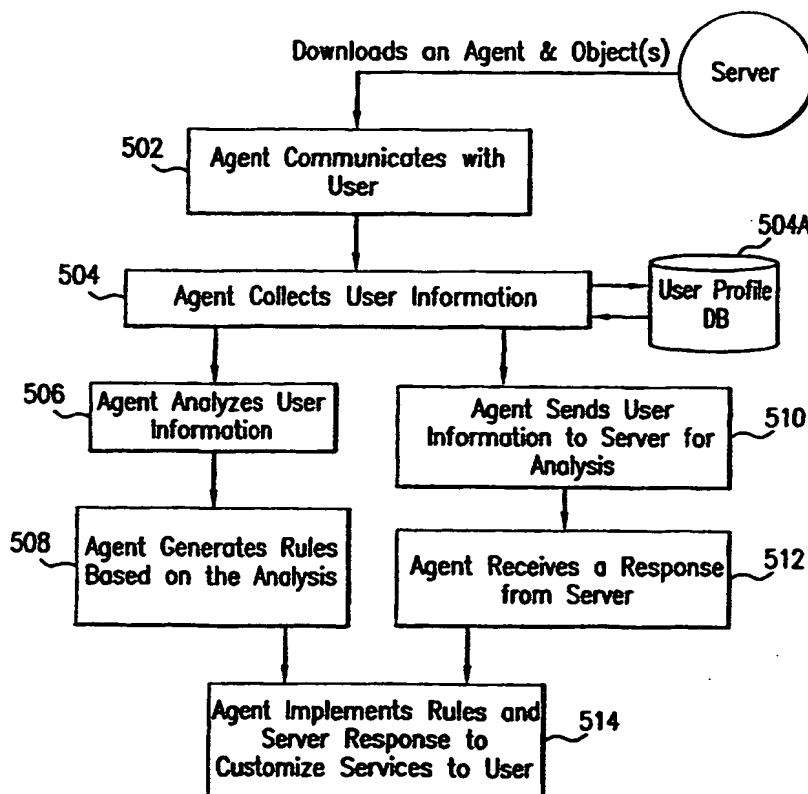 Downloads an Agent & Object(s)
Server
502
Agent Communicates with
User
504A
504
Agent Collects User Information
User Profile
DB
506
Agent Analyzes User
Information
Agent Sends User
Information to Server for
Analysis
510
508
Agent Generates Rules
Based on the Analysis
Agent Receives a Response
from Server
512
Agent Implements Rules and
Server Response to
Customize Services to User
514